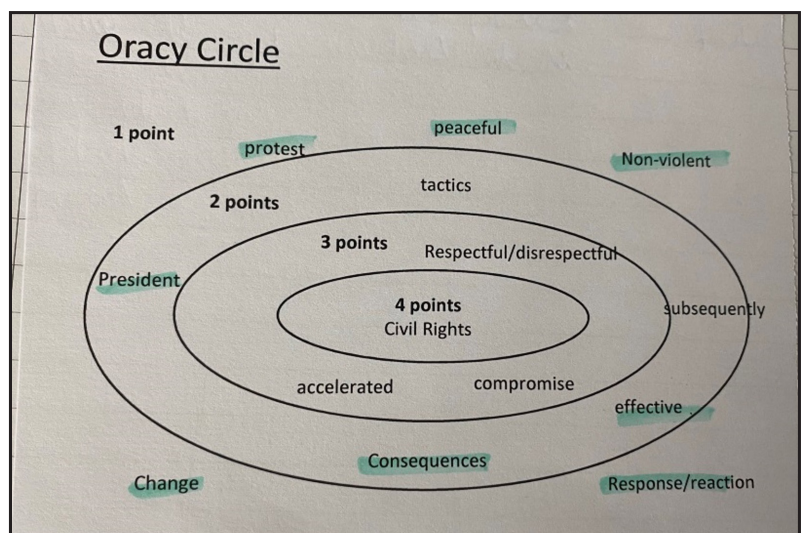 Oracy Circle
peaceful
1 point
protest
Non-violent
tactics
2 points
3 points
Respectful/disrespectful
President
4 points
subsequently
Civil Rights
accelerated
compromise
effective
Consequences
Change
Response/reaction